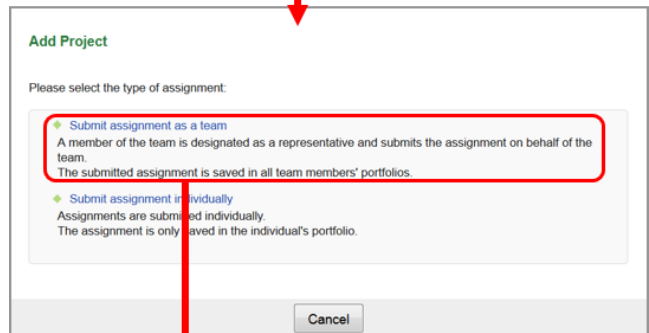 Add Project
Please select the type of assignment:
Submit assignment as a team
A member of the team is designated as a representative and submits the assignment on behalf of the
team.
The submitted assignment is saved in all team members' portfolios.
Submit assignment individually
Assignments are submitted individually.
The assignment is only saved in the individual's portfolio.
Cancel